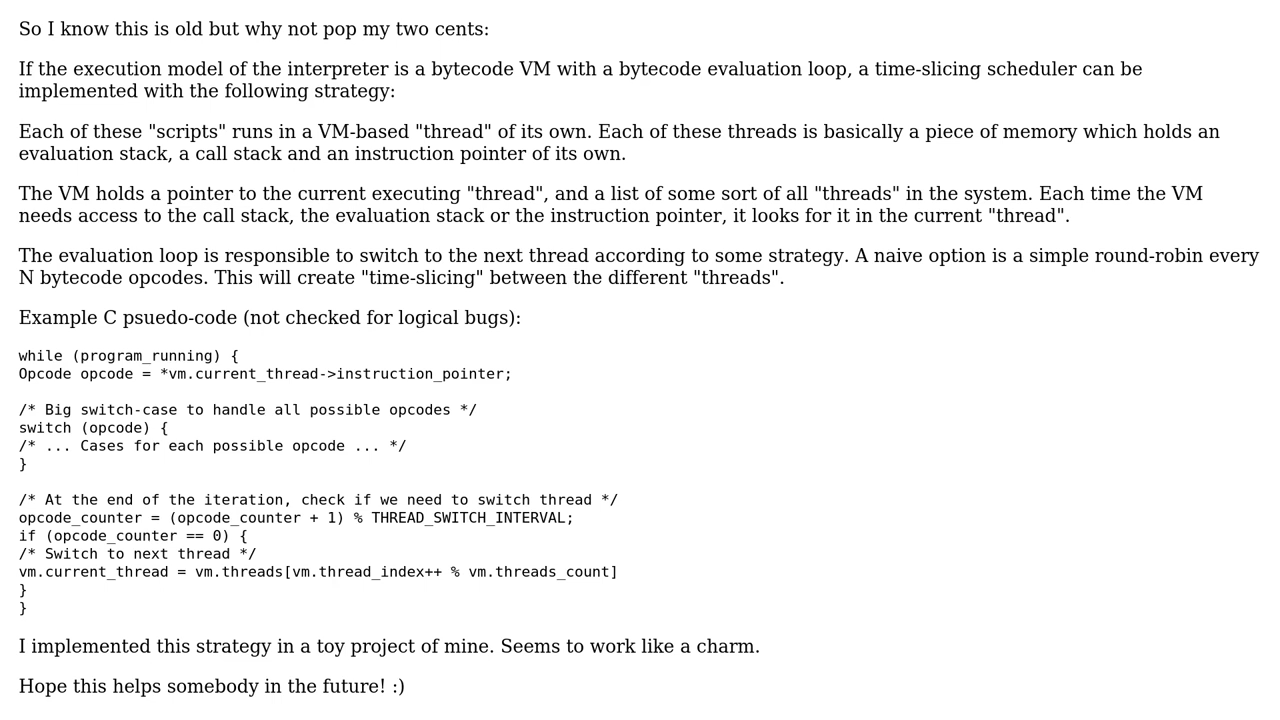 So I know this is old but why not pop my two cents:
If the execution model of the interpreter is a bytecode VM with a bytecode evaluation loop, a time-slicing scheduler can be
implemented with the following strategy:
Each of these "scripts" runs in a VM-based "thread" of its own. Each of these threads is basically a piece of memory which holds an
evaluation stack, a call stack and an instruction pointer of its own.
The VM holds a pointer to the current executing "thread", and a list of some sort of all "threads" in the system. Each time the VM
needs access to the call stack, the evaluation stack or the instruction pointer, it looks for it in the current "thread".
The evaluation loop is responsible to switch to the next thread according to some strategy. A naive option is a simple round-robin every
N bytecode opcodes. This will create "time-slicing" between the different "threads".
Example C psuedo-code (not checked for logical bugs):
while (program_running) {
Opcode opcode = *vm.current_thread->instruction_pointer;
/* Big switch-case to handle all possible opcodes */
switch (opcode) {
/* ... Cases for each possible opcode ... */
}
/* At the end of the iteration, check if we need to switch thread */
opcode_counter = (opcode_counter + 1) % THREAD_SWITCH_INTERVAL;
if (opcode_counter == 0) {
/* Switch to next thread */
vm.current_thread = vm.threads[vm.thread_index++ % vm.threads_count]
}
}
I implemented this strategy in a toy project of mine. Seems to work like a charm.
Hope this helps somebody in the future! :)